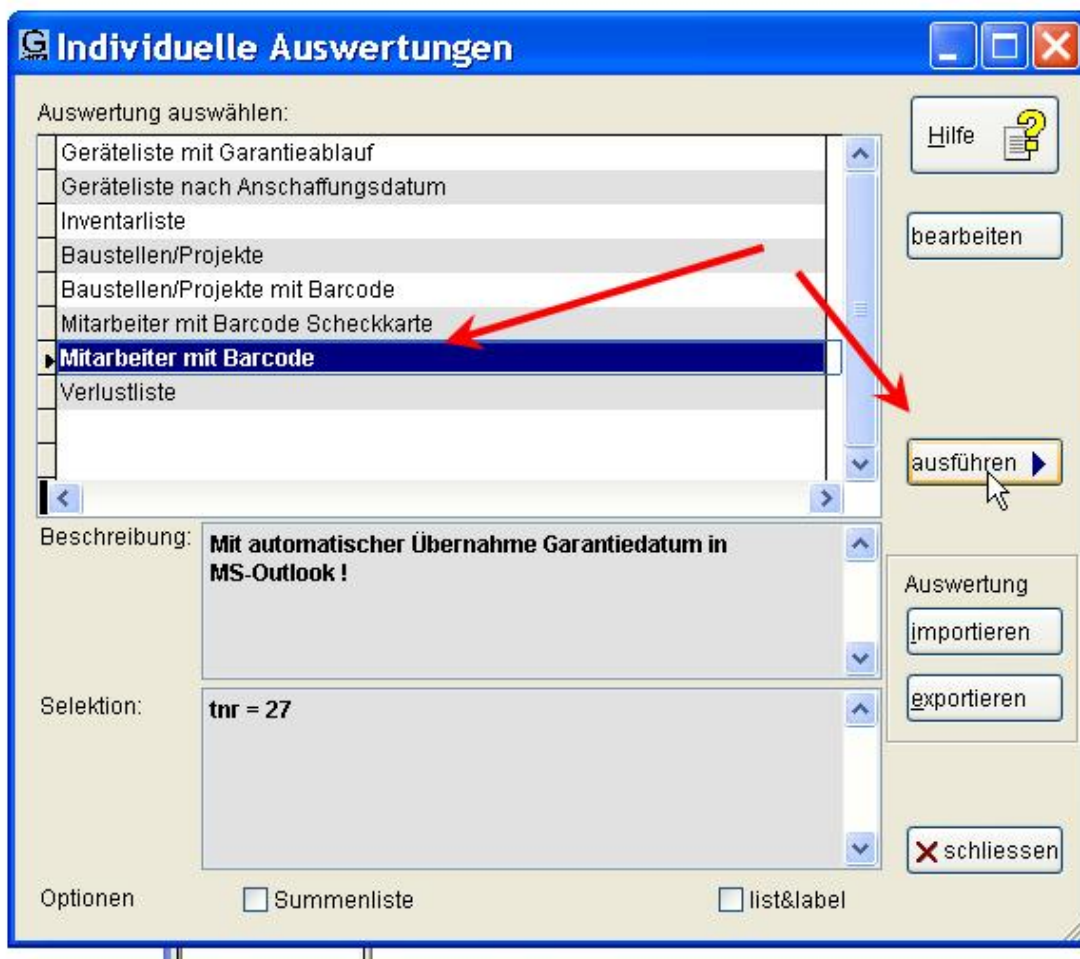 Individuelle Auswertungen
Auswertung auswählen:
Geräteliste mit Garantieablauf
Geräteliste nach Anschaffungsdatum
Inventarliste
Baustellen/Projekte
Baustellen/Projekte mit Barcode
Mitarbeiter mit Barcode Scheckkarte
Mitarbeiter mit Barcode
Verlustliste
Hilfe
bearbeiten
ausführen
Beschreibung:
Mit automatischer Übernahme Garantiedatum in
MS-Outlook !
Auswertung
importieren
exportieren
Selektion:
tnr = 27
schliessen
Optionen
Summenliste
list&label